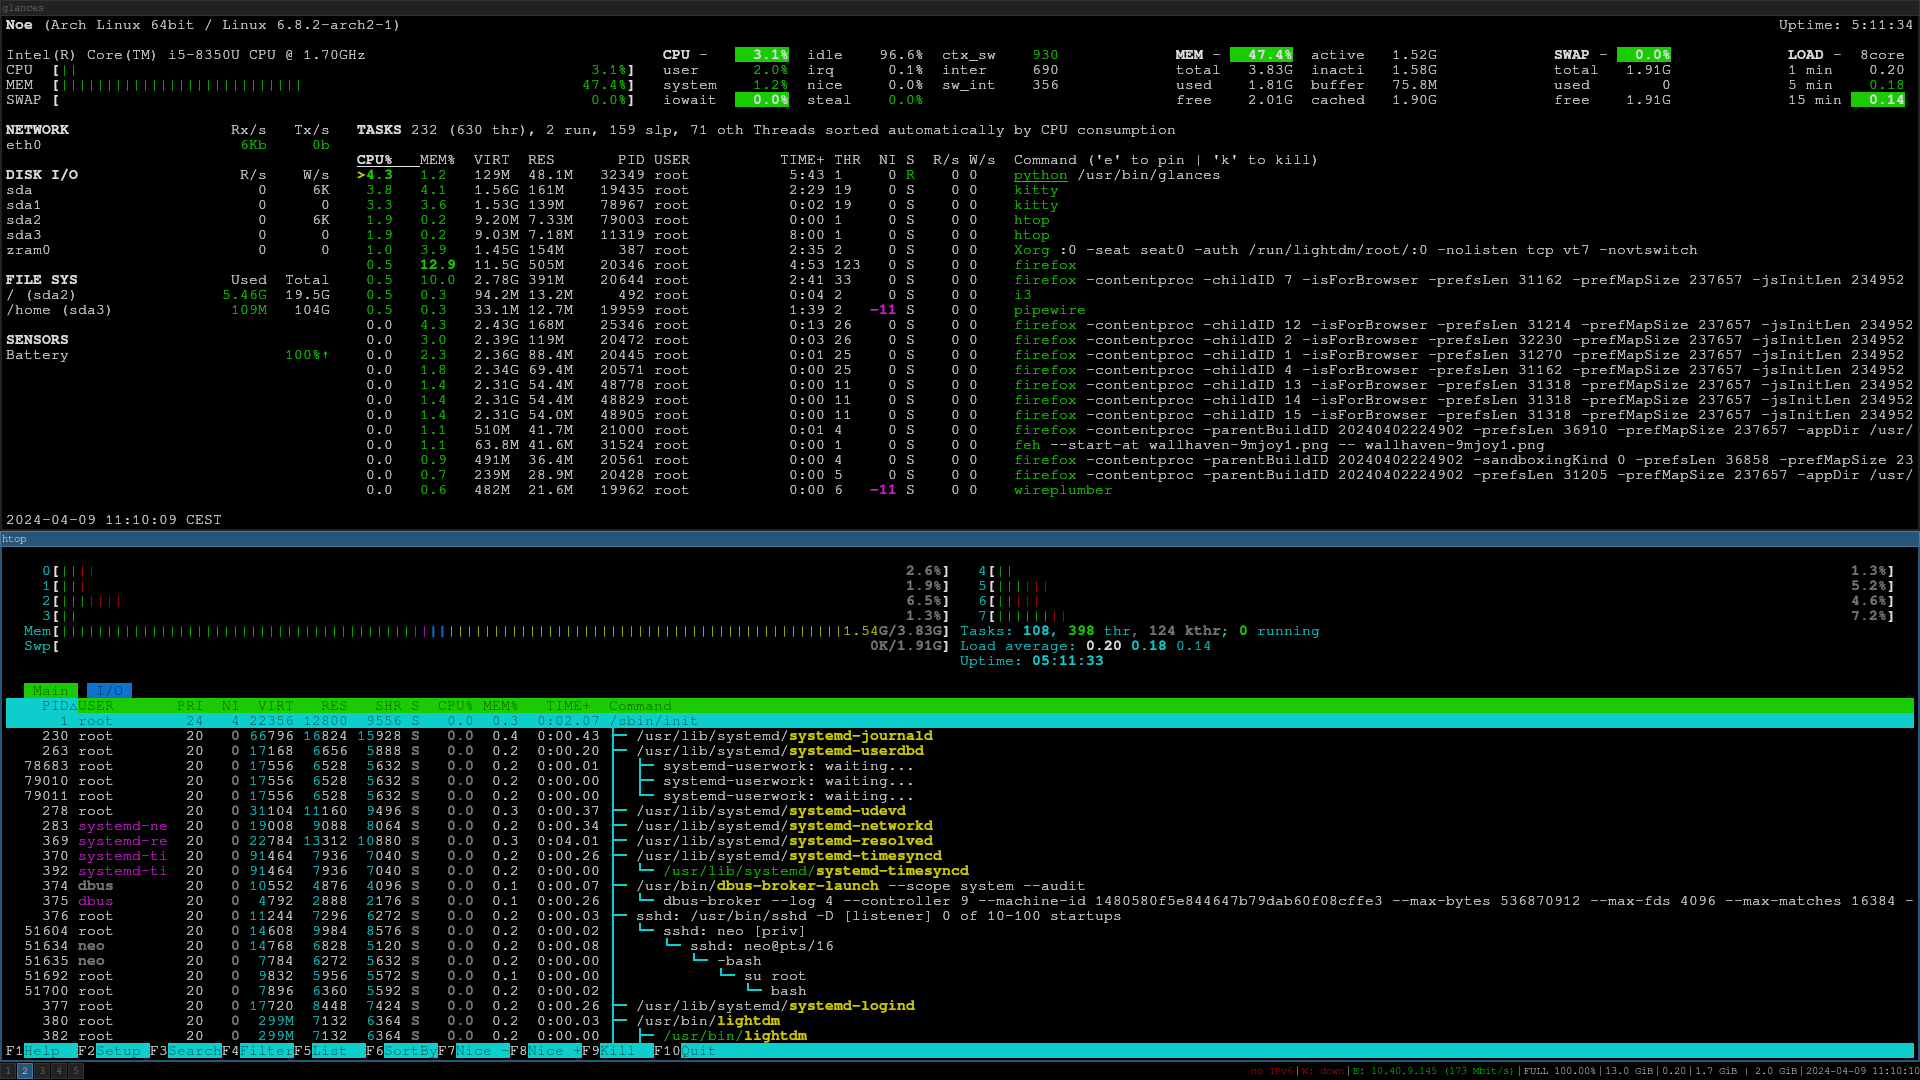 glances
Noe (Arch Linux 64bit / Linux 6.8.2-arch2-1) Uptime: 5:11:34
Intel(R) Core(TM) i5-8350U CPU @ 1.70GHz CPU - 3.1% idle 96.6% ctx_sw 930 MEM - 47.4% active 1.52G SWAP - 0.0% LOAD - 8core
CPU [|| 3.1%] user 2.0% irq 0.1% inter 690 total 3.83G inacti 1.58G total 1.91G 1 min 0.20
MEM [||||||||||||||||||||||||||| 47.4%] system 1.2% nice 0.0% sw_int 356 used 1.81G buffer 75.8M used 0 5 min 0.18
SWAP [ 0.0%] iowait 0.0% steal 0.0% free 2.01G cached 1.90G free 1.91G 15 min 0.14
NETWORK Rx/s Tx/s TASKS 232 (630 thr), 2 run, 159 slp, 71 oth Threads sorted automatically by CPU consumption
eth0 6Kb 0b
CPU% MEM% VIRT RES PID USER TIME+ THR NI S R/s W/s Command ('e' to pin | 'k' to kill)
DISK I/O R/s W/s >4.3 1.2 129M 48.1M 32349 root 5:43 1 0 R 0 0 python /usr/bin/glances
sda 0 6K 3.8 4.1 1.56G 161M 19435 root 2:29 19 0 S 0 0 kitty
sda1 0 0 3.3 3.6 1.53G 139M 78967 root 0:02 19 0 S 0 0 kitty
sda2 0 6K 1.9 0.2 9.20M 7.33M 79003 root 0:00 1 0 S 0 0 htop
sda3 0 0 1.9 0.2 9.03M 7.18M 11319 root 8:00 1 0 S 0 0 htop
zram0 0 0 1.0 3.9 1.45G 154M 387 root 2:35 2 0 S 0 0 Xorg :0 -seat seat0 -auth /run/lightdm/root/:0 -nolisten tcp vt7 -novtswitch
0.5 12.9 11.5G 505M 20346 root 4:53 123 0 S 0 0 firefox
FILE SYS Used Total 0.5 10.0 2.78G 391M 20644 root 2:41 33 0 S 0 0 firefox -contentproc -childID 7 -isForBrowser -prefsLen 31162 -prefMapSize 237657 -jsInitLen 234952
/ (sda2) 5.46G 19.5G 0.5 0.3 94.2M 13.2M 492 root 0:04 2 0 S 0 0 i3
/home (sda3) 109M 104G 0.5 0.3 33.1M 12.7M 19959 root 1:39 2 -11 S 0 0 pipewire
0.0 4.3 2.43G 168M 25346 root 0:13 26 0 S 0 0 firefox -contentproc -childID 12 -isForBrowser -prefsLen 31214 -prefMapSize 237657 -jsInitLen 234952
SENSORS 0.0 3.0 2.39G 119M 20472 root 0:03 26 0 S 0 0 firefox -contentproc -childID 2 -isForBrowser -prefsLen 32230 -prefMapSize 237657 -jsInitLen 234952
Battery 100%↑ 0.0 2.3 2.36G 88.4M 20445 root 0:01 25 0 S 0 0 firefox -contentproc -childID 1 -isForBrowser -prefsLen 31270 -prefMapSize 237657 -jsInitLen 234952
0.0 1.8 2.34G 69.4M 20571 root 0:00 25 0 S 0 0 firefox -contentproc -childID 4 -isForBrowser -prefsLen 31162 -prefMapSize 237657 -jsInitLen 234952
0.0 1.4 2.31G 54.4M 48778 root 0:00 11 0 S 0 0 firefox -contentproc -childID 13 -isForBrowser -prefsLen 31318 -prefMapSize 237657 -jsInitLen 234952
0.0 1.4 2.31G 54.4M 48829 root 0:00 11 0 S 0 0 firefox -contentproc -childID 14 -isForBrowser -prefsLen 31318 -prefMapSize 237657 -jsInitLen 234952
0.0 1.4 2.31G 54.0M 48905 root 0:00 11 0 S 0 0 firefox -contentproc -childID 15 -isForBrowser -prefsLen 31318 -prefMapSize 237657 -jsInitLen 234952
0.0 1.1 510M 41.7M 21000 root 0:01 4 0 S 0 0 firefox -contentproc -parentBuildID 20240402224902 -prefsLen 36910 -prefMapSize 237657 -appDir /usr/
0.0 1.1 63.8M 41.6M 31524 root 0:00 1 0 S 0 0 feh --start-at wallhaven-9mjoy1.png -- wallhaven-9mjoy1.png
0.0 0.9 491M 36.4M 20561 root 0:00 4 0 S 0 0 firefox -contentproc -parentBuildID 20240402224902 -sandboxingKind 0 -prefsLen 36858 -prefMapSize 23
0.0 0.7 239M 28.9M 20428 root 0:00 5 0 S 0 0 firefox -contentproc -parentBuildID 20240402224902 -prefsLen 31205 -prefMapSize 237657 -appDir /usr/
0.0 0.6 482M 21.6M 19962 root 0:00 6 -11 S 0 0 wireplumber
2024-04-09 11:10:09 CEST
htop
0[|||| 2.6%] 4[|| 1.3%]
1[||| 1.9%] 5[|||||| 5.2%]
2[||||||| 6.5%] 6[||||| 4.6%]
3[|| 1.3%] 7[|||||||| 7.2%]
Mem[|||||||||||||||||||||||||||||||||||||||||||||||||||||||||||||||||||||||||||||||||||||||1.54G/3.83G] Tasks: 108, 398 thr, 124 kthr; 0 running
Swp[ 0K/1.91G] Load average: 0.20 0.18 0.14
Uptime: 05:11:33
Main I/O
PID△USER PRI NI VIRT RES SHR S CPU% MEM% TIME+ Command
1 root 24 4 22356 12800 9556 S 0.0 0.3 0:02.07 /sbin/init
230 root 20 0 66796 16824 15928 S 0.0 0.4 0:00.43 ├─ /usr/lib/systemd/systemd-journald
263 root 20 0 17168 6656 5888 S 0.0 0.2 0:00.20 ├─ /usr/lib/systemd/systemd-userdbd
78683 root 20 0 17556 6528 5632 S 0.0 0.2 0:00.01 │ ├─ systemd-userwork: waiting...
79010 root 20 0 17556 6528 5632 S 0.0 0.2 0:00.00 │ ├─ systemd-userwork: waiting...
79011 root 20 0 17556 6528 5632 S 0.0 0.2 0:00.00 │ └─ systemd-userwork: waiting...
278 root 20 0 31104 11160 9496 S 0.0 0.3 0:00.37 ├─ /usr/lib/systemd/systemd-udevd
283 systemd-ne 20 0 19008 9088 8064 S 0.0 0.2 0:00.34 ├─ /usr/lib/systemd/systemd-networkd
369 systemd-re 20 0 22784 13312 10880 S 0.0 0.3 0:04.01 ├─ /usr/lib/systemd/systemd-resolved
370 systemd-ti 20 0 91464 7936 7040 S 0.0 0.2 0:00.26 ├─ /usr/lib/systemd/systemd-timesyncd
392 systemd-ti 20 0 91464 7936 7040 S 0.0 0.2 0:00.00 │ └─ /usr/lib/systemd/systemd-timesyncd
374 dbus 20 0 10552 4876 4096 S 0.0 0.1 0:00.07 ├─ /usr/bin/dbus-broker-launch --scope system --audit
375 dbus 20 0 4792 2888 2176 S 0.0 0.1 0:00.26 │ └─ dbus-broker --log 4 --controller 9 --machine-id 1480580f5e844647b79dab60f08cffe3 --max-bytes 536870912 --max-fds 4096 --max-matches 16384 -
376 root 20 0 11244 7296 6272 S 0.0 0.2 0:00.03 ├─ sshd: /usr/bin/sshd -D [listener] 0 of 10-100 startups
51604 root 20 0 14608 9984 8576 S 0.0 0.2 0:00.02 │ └─ sshd: neo [priv]
51634 neo 20 0 14768 6828 5120 S 0.0 0.2 0:00.08 │ └─ sshd: neo@pts/16
51635 neo 20 0 7784 6272 5632 S 0.0 0.2 0:00.00 │ └─ -bash
51692 root 20 0 9832 5956 5572 S 0.0 0.1 0:00.00 │ └─ su root
51700 root 20 0 7896 6360 5592 S 0.0 0.2 0:00.02 │ └─ bash
377 root 20 0 17720 8448 7424 S 0.0 0.2 0:00.26 ├─ /usr/lib/systemd/systemd-logind
380 root 20 0 299M 7132 6364 S 0.0 0.2 0:00.03 ├─ /usr/bin/lightdm
382 root 20 0 299M 7132 6364 S 0.0 0.2 0:00.00 │ ├─ /usr/bin/lightdm
F1Help F2Setup F3SearchF4FilterF5List F6SortByF7Nice -F8Nice +F9Kill F10Quit
1 2 3 4 5 no IPv6|W: down|E: 10.40.9.145 (173 Mbit/s)|FULL 100.00%|13.0 GiB|0.20|1.7 GiB | 2.0 GiB|2024-04-09 11:10:10